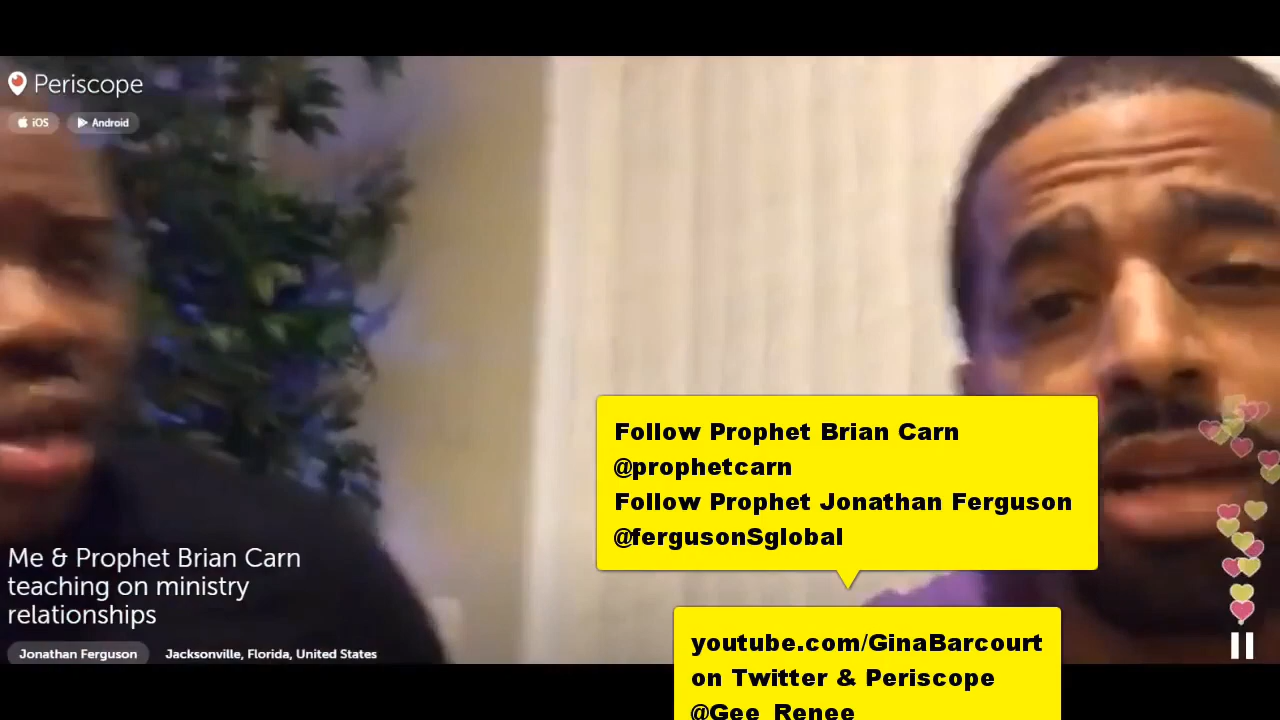 Periscope
iOS
Android
Follow Prophet Brian Carn
@prophetcarn
Follow Prophet Jonathan Ferguson
@fergusonSglobal
Me & Prophet Brian Carn
teaching on ministry
relationships
Jonathan Ferguson
Jacksonville, Florida, United States
youtube.com/GinaBarcourt
on Twitter & Periscope
@Gee_Renee